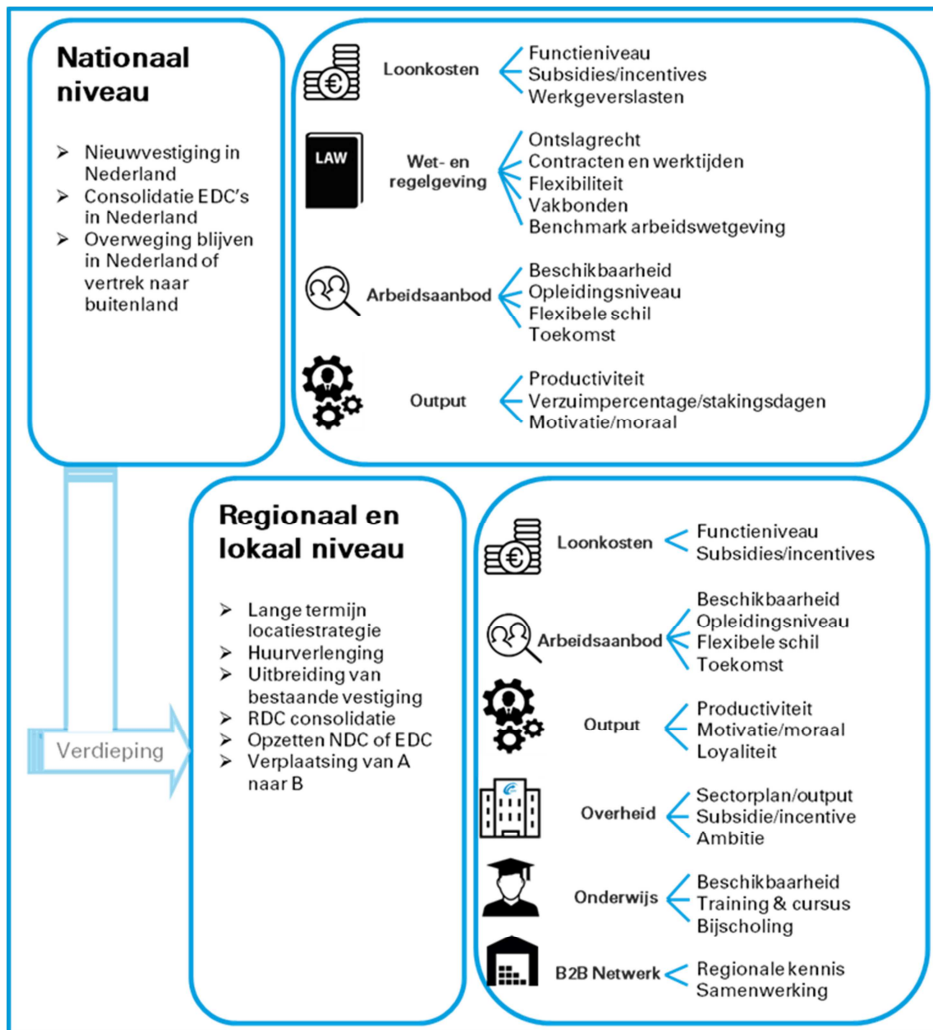 Nationaal
niveau
➢ Nieuwvestiging in
Nederland
➢ Consolidatie EDC's
in Nederland
➢ Overweging blijven
in Nederland of
vertrek naar
buitenland
Loonkosten
Functieniveau
Subsidies/incentives
Werkgeverslasten
LAW
Wet- en
regelgeving
Ontslagrecht
Contracten en werktijden
Flexibiliteit
Vakbonden
Benchmark arbeidswetgeving
Arbeidsaanbod
Beschikbaarheid
Opleidingsniveau
Flexibele schil
Toekomst
Output
Productiviteit
Verzuimpercentage/stakingsdagen
Motivatie/moraal
Verdieping
Regionaal en
lokaal niveau
➢ Lange termijn
locatiestrategie
➢ Huurverlenging
➢ Uitbreiding van
bestaande vestiging
➢ RDC consolidatie
➢ Opzetten NDC of EDC
➢ Verplaatsing van A
naar B
Loonkosten
Functieniveau
Subsidies/incentives
Arbeidsaanbod
Beschikbaarheid
Opleidingsniveau
Flexibele schil
Toekomst
Output
Productiviteit
Motivatie/moraal
Loyaliteit
Overheid
Sectorplan/output
Subsidie/incentive
Ambitie
Onderwijs
Beschikbaarheid
Training & cursus
Bijscholing
B2B Netwerk
Regionale kennis
Samenwerking